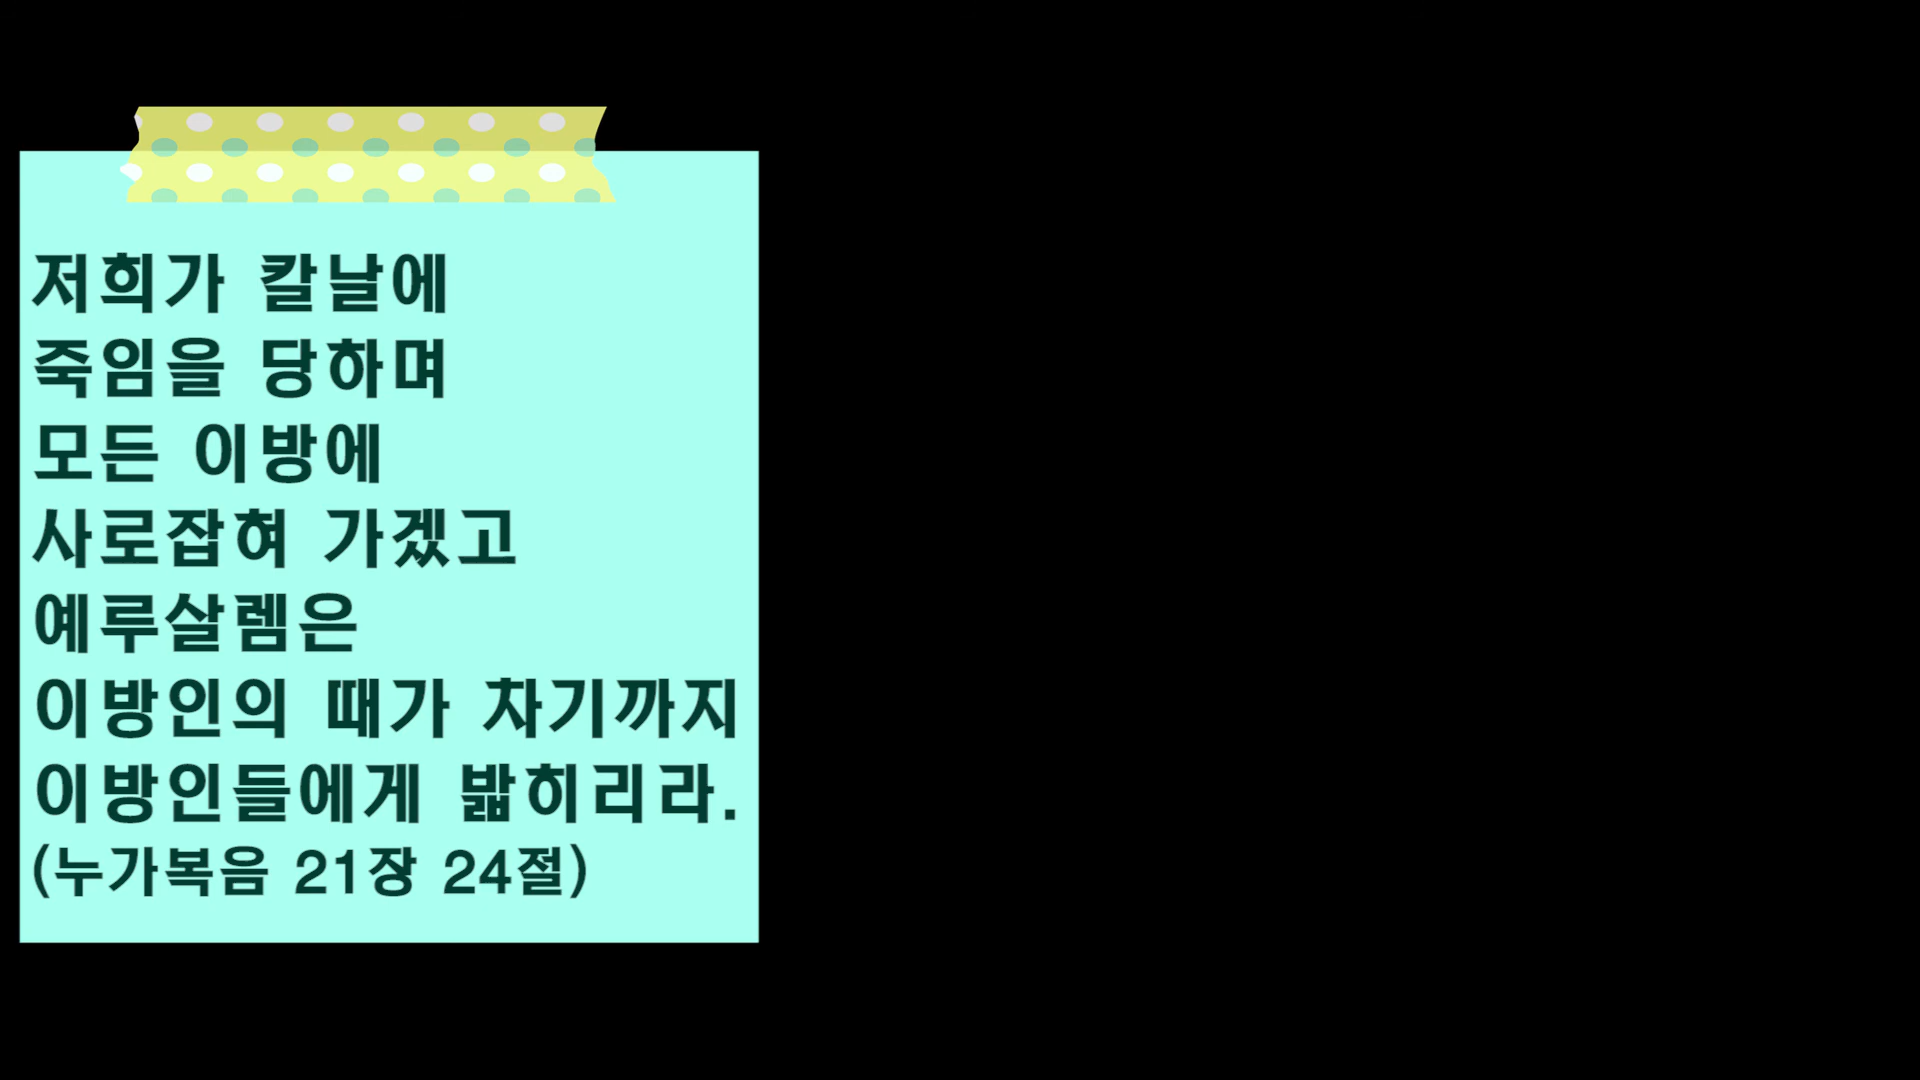 저희가 칼날에
죽임을 당하며
모든 이방에
사로잡혀 가겠고
예루살렘은
이방인의 때가 차기까지
이방인들에게 밟히리라.
(누가복음 21장 24절)